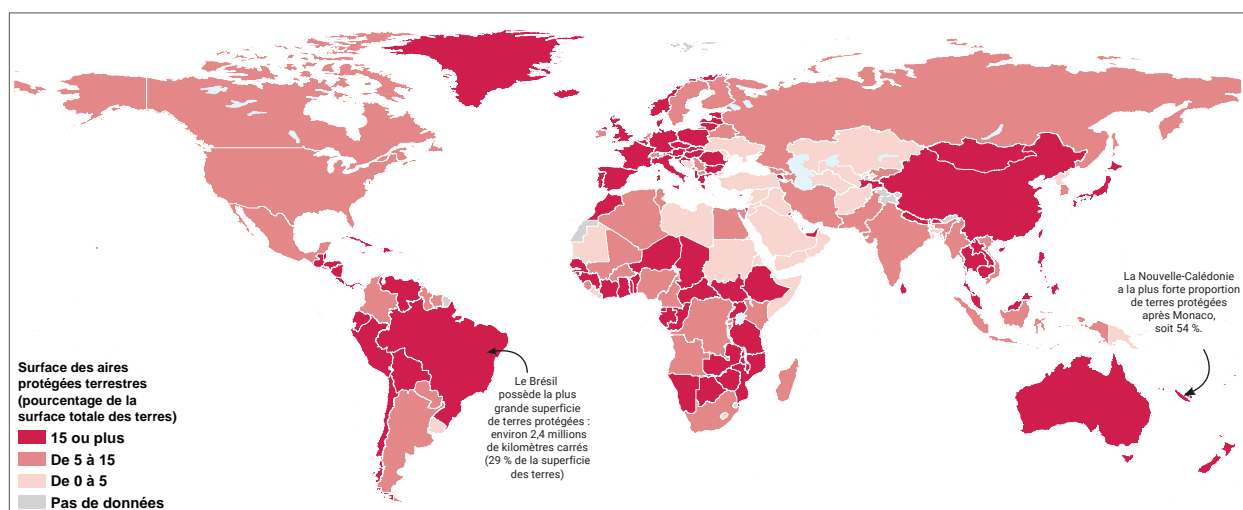 La Nouvelle-Calédonie
a la plus forte proportion
de terres protégées
après Monaco,
soit 54 %.
Surface des aires
protégées terrestres
(pourcentage de la
surface totale des terres)
15 ou plus
De 5 à 15
De 0 à 5
Pas de données
Le Brésil
possède la plus
grande superficie
de terres protégées :
environ 2,4 millions
de kilomètres carrés
(29 % de la superficie
des terres)